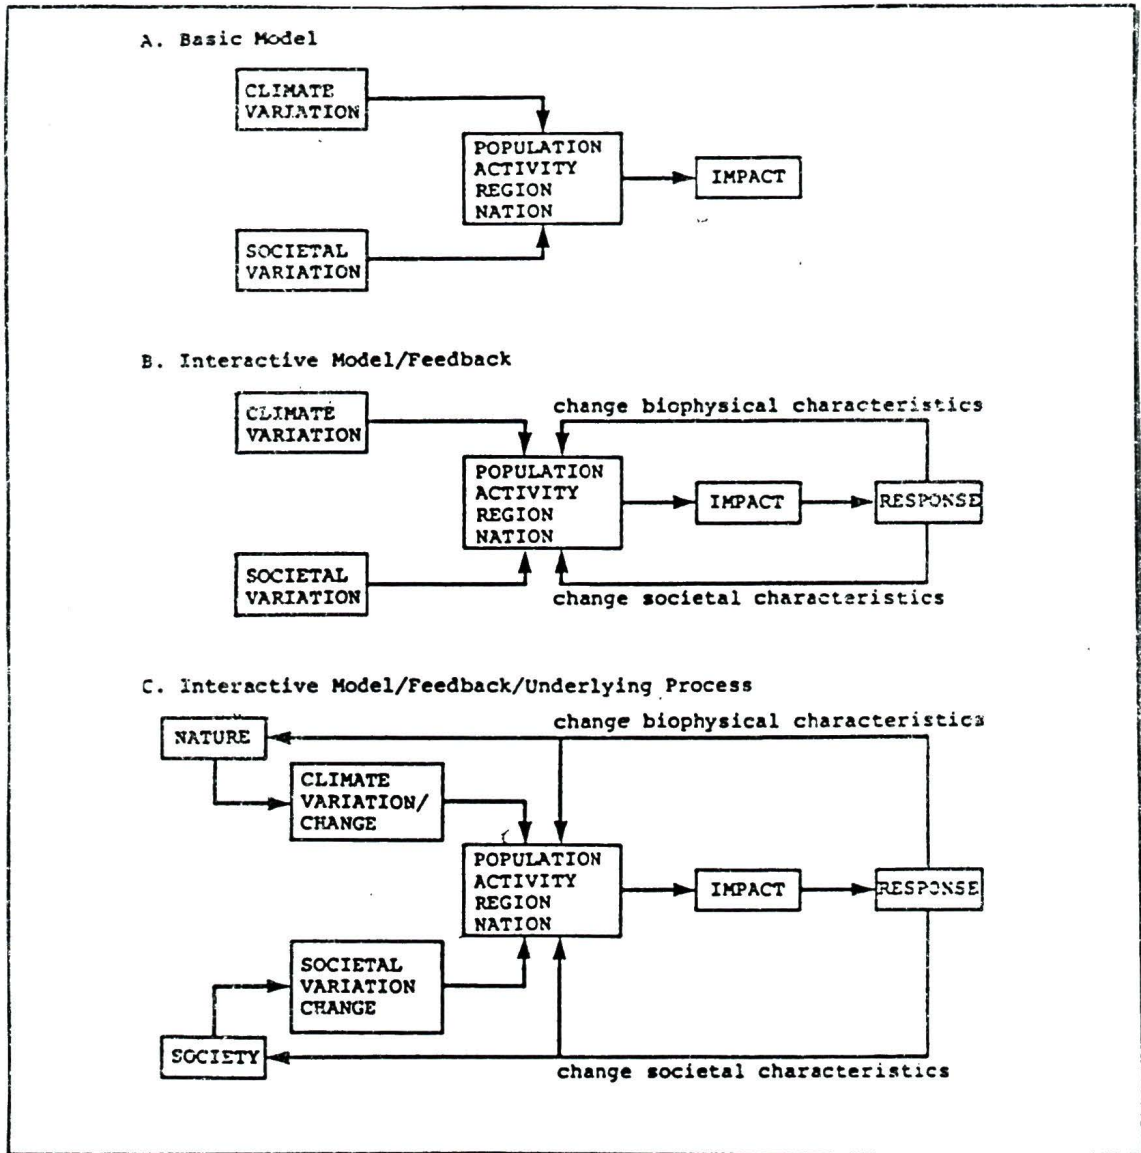 A. Basic Model
CLIMATE
VARIATION
POPULATION
ACTIVITY
REGION
NATION
IMPACT
SOCIETAL
VARIATION
B. Interactive Model/Feedback
CLIMATE
VARIATION
change biophysical characteristics
POPULATION
ACTIVITY
REGION
NATION
IMPACT
RESPONSE
SOCIETAL
VARIATION
change societal characteristics
C. Interactive Model/Feedback/Underlying Process
change biophysical characteristics
NATURE
CLIMATE
VARIATION/
CHANGE
POPULATION
ACTIVITY
REGION
NATION
IMPACT
RESPONSE
SOCIETAL
VARIATION
CHANGE
SOCIETY
change societal characteristics